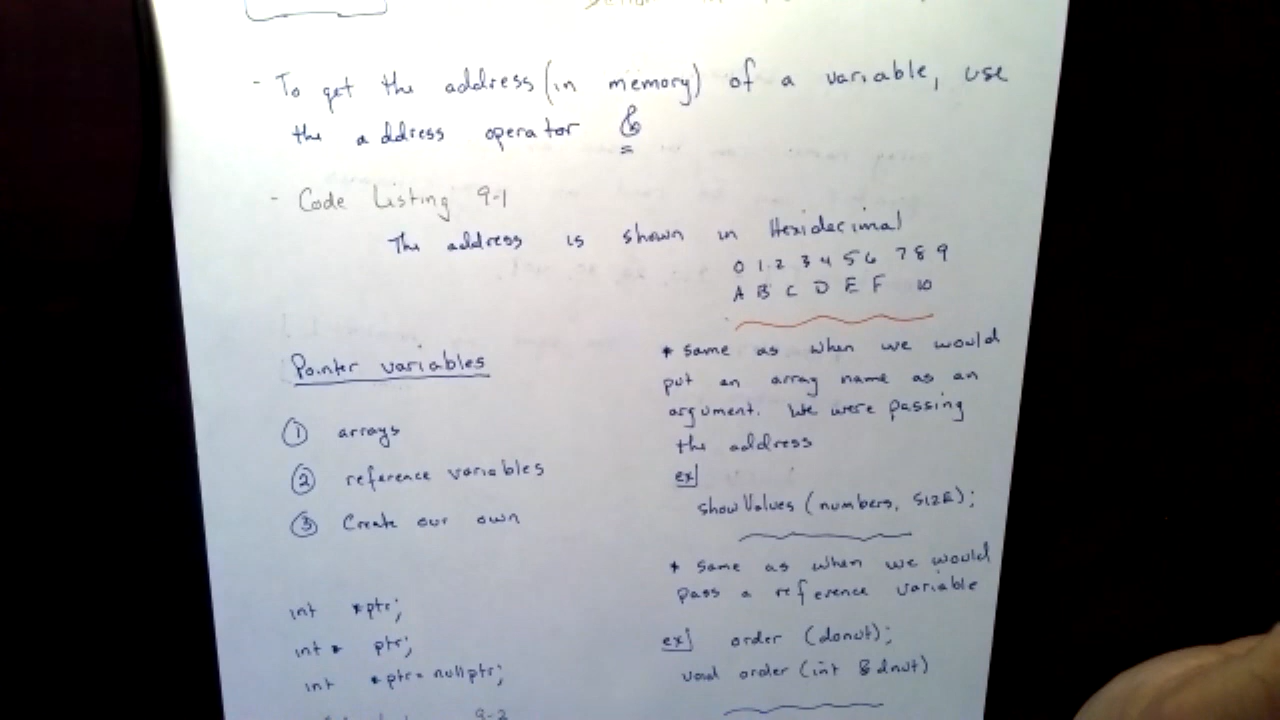 - To get the address (in memory) of a variable, use
the address operator &
- Code Listing 9-1
The address is shown in Hexidecimal
0 1 2 3 4 5 6 7 8 9
A B C D E F 10
Pointer variables
① arrays
② reference variables
③ Create our own
int *ptr;
int* ptr;
int *ptr = nullptr;
9-2
* same as when we would
put an array name as an
argument. We were passing
the address
ex]
showValues (numbers, SIZE);
* same as when we would
pass a reference variable
ex] order (donut);
void order (int &dnut)